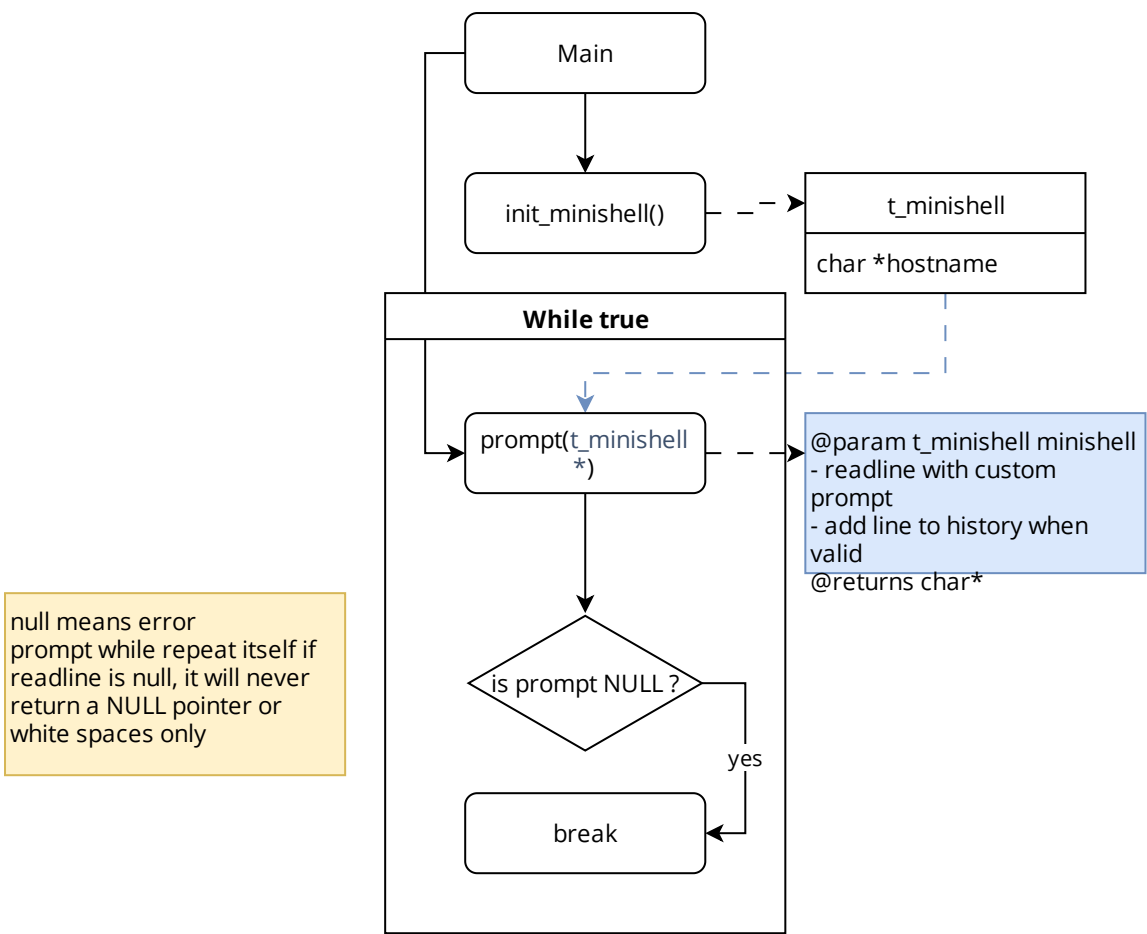 Main
init_minishell()
t_minishell
char *hostname
While true
prompt(t_minishell
*)
@param t_minishell minishell
- readline with custom
prompt
- add line to history when
valid
@returns char*
null means error
prompt while repeat itself if
readline is null, it will never
return a NULL pointer or
white spaces only
is prompt NULL ?
yes
break